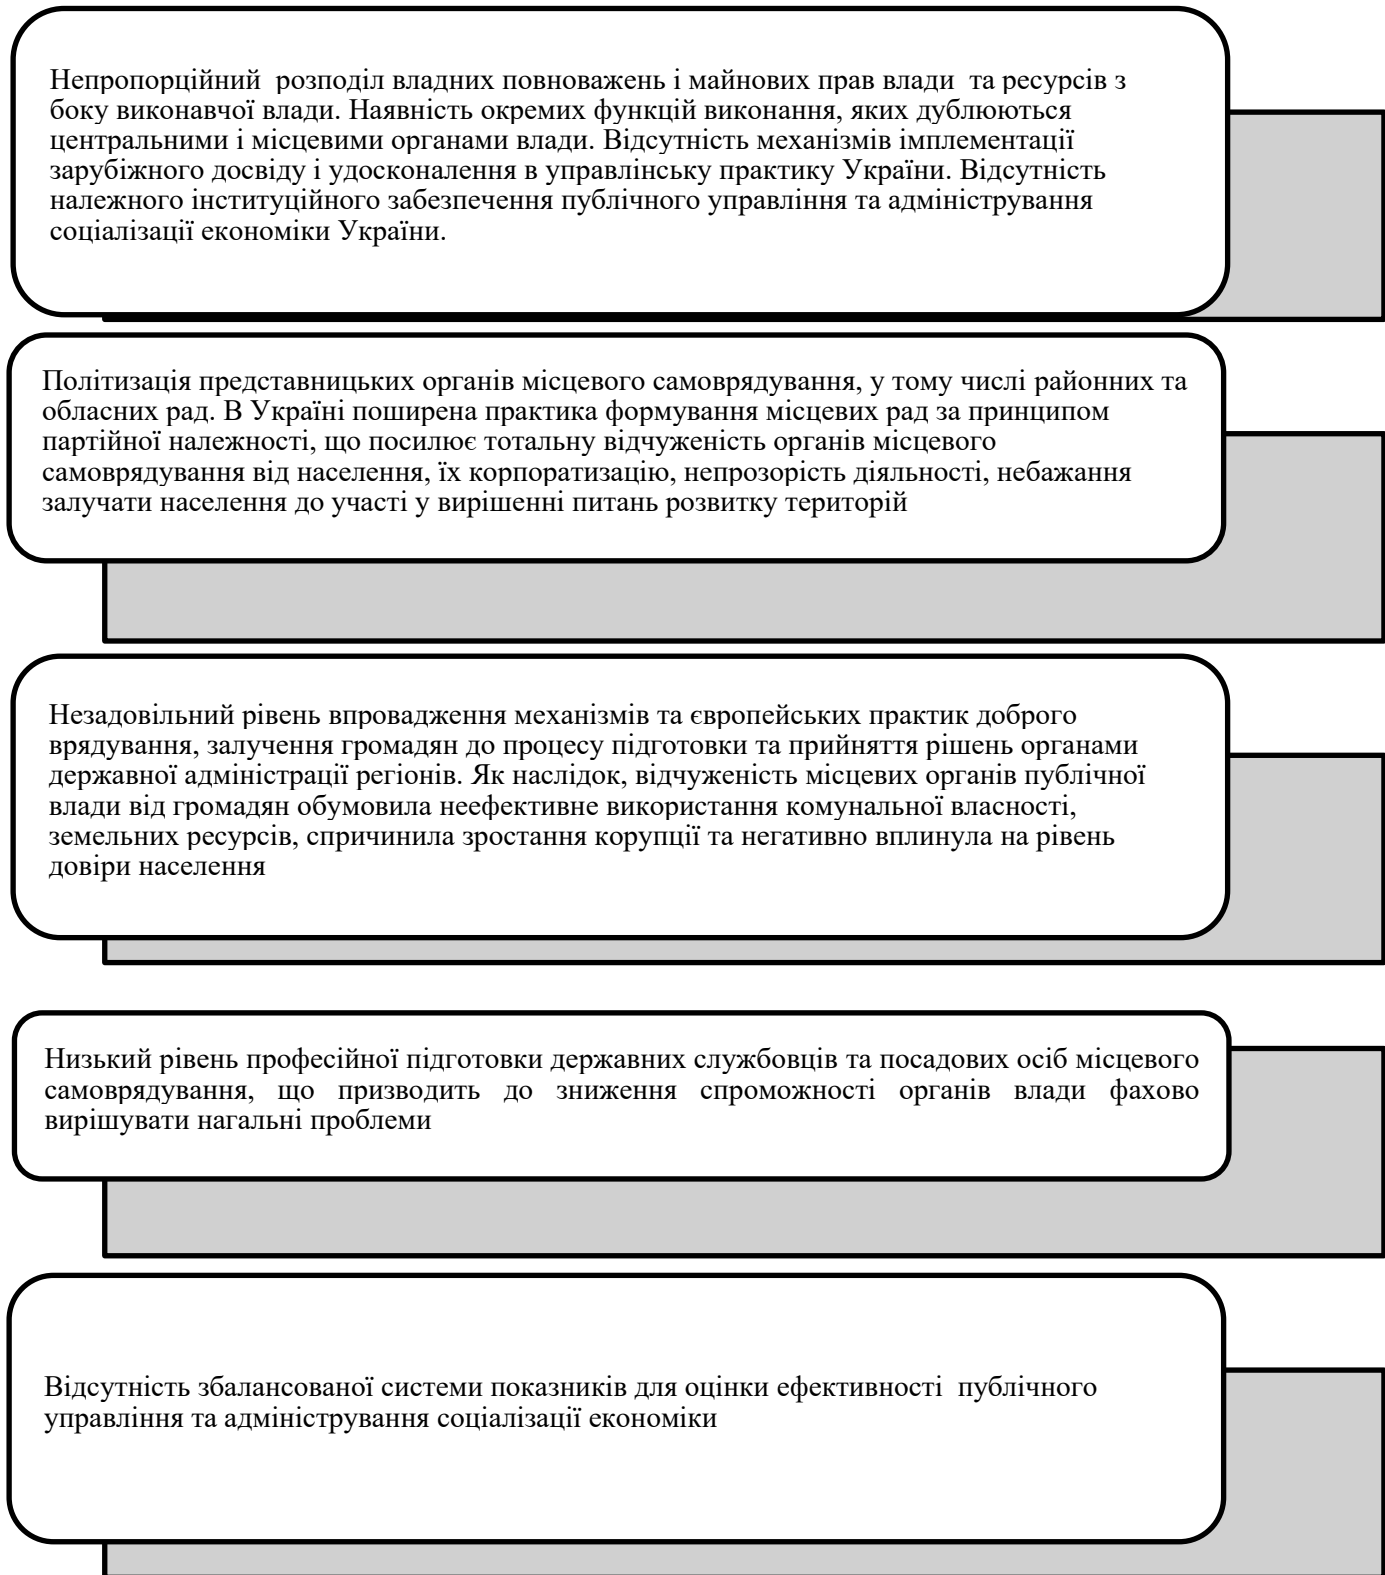 Непропорційний розподіл владних повноважень і майнових прав влади та ресурсів з
боку виконавчої влади. Наявність окремих функцій виконання, яких дублюються
центральними і місцевими органами влади. Відсутність механізмів імплементації
зарубіжного досвіду і удосконалення в управлінську практику України. Відсутність
належного інституційного забезпечення публічного управління та адміністрування
соціалізації економіки України.
Політизація представницьких органів місцевого самоврядування, у тому числі районних та
обласних рад. В Україні поширена практика формування місцевих рад за принципом
партійної належності, що посилює тотальну відчуженість органів місцевого
самоврядування від населення, їх корпоратизацію, непрозорість діяльності, небажання
залучати населення до участі у вирішенні питань розвитку територій
Незадовільний рівень впровадження механізмів та європейських практик доброго
врядування, залучення громадян до процесу підготовки та прийняття рішень органами
державної адміністрації регіонів. Як наслідок, відчуженість місцевих органів публічної
влади від громадян обумовила неефективне використання комунальної власності,
земельних ресурсів, спричинила зростання корупції та негативно вплинула на рівень
довіри населення
Низький рівень професійної підготовки державних службовців та посадових осіб місцевого
самоврядування, що призводить до зниження спроможності органів влади фахово
вирішувати нагальні проблеми
Відсутність збалансованої системи показників для оцінки ефективності публічного
управління та адміністрування соціалізації економіки